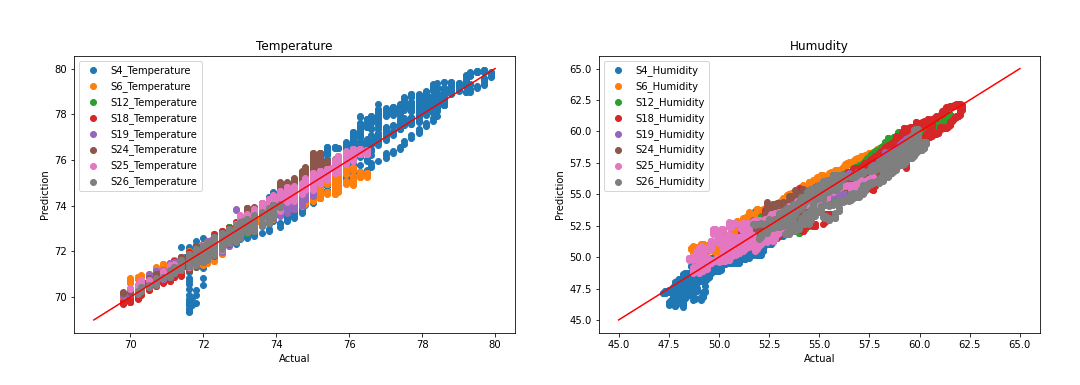 Temperature
80
78
76
74
72
70
Prediction
S4_Temperature
S6_Temperature
S12_Temperature
S18_Temperature
S19_Temperature
S24_Temperature
S25_Temperature
S26_Temperature
70
72
74
76
78
80
Actual
Humudity
65.0
62.5
60.0
57.5
55.0
52.5
50.0
47.5
45.0
Prediction
S4_Humidity
S6_Humidity
S12_Humidity
S18_Humidity
S19_Humidity
S24_Humidity
S25_Humidity
S26_Humidity
45.0
47.5
50.0
52.5
55.0
57.5
60.0
62.5
65.0
Actual